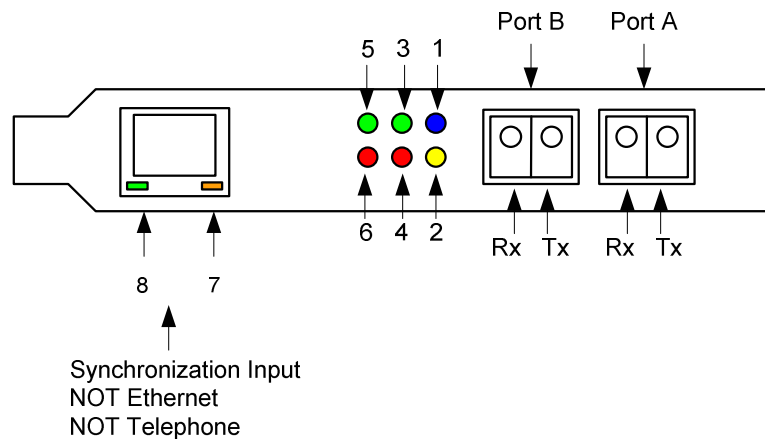 Port B Port A
5 3 1
6 4 2
Rx Tx Rx Tx
8 7
Synchronization Input
NOT Ethernet
NOT Telephone